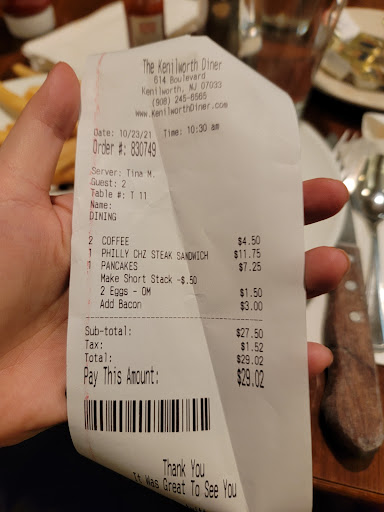 The Kenilworth Diner
614 Boulevard
Kenilworth, NJ 07033
(908) 245-6565
www.KenilworthDiner.com
Date: 10/23/21 Time: 10:30 am
Order #: 830749
Server: Tina M.
Guest: 2
Table #: T 11
Name:
DINING
2 COFFEE $4.50
1 PHILLY CHZ STEAK SANDWICH $11.75
1 PANCAKES $7.25
Make Short Stack -$.50
2 Eggs - OM $1.50
Add Bacon $3.00
Sub-total: $27.50
Tax: $1.52
Total: $29.02
Pay This Amount: $29.02
Thank You
It Was Great To See You